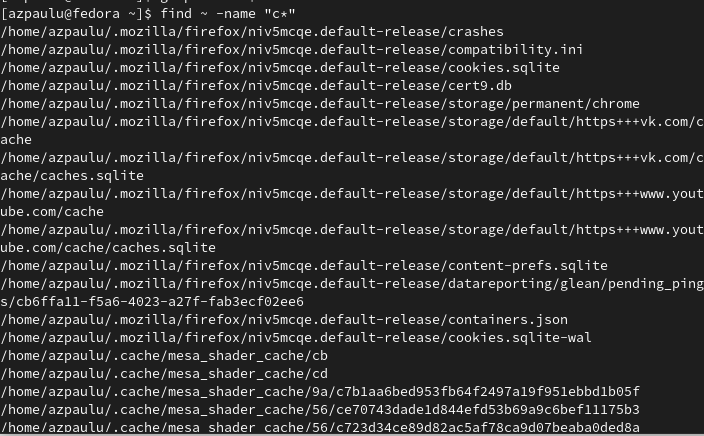 [azpaulu@fedora ~]$ find ~ -name "c*"
/home/azpaulu/.mozilla/firefox/niv5mcqe.default-release/crashes
/home/azpaulu/.mozilla/firefox/niv5mcqe.default-release/compatibility.ini
/home/azpaulu/.mozilla/firefox/niv5mcqe.default-release/cookies.sqlite
/home/azpaulu/.mozilla/firefox/niv5mcqe.default-release/cert9.db
/home/azpaulu/.mozilla/firefox/niv5mcqe.default-release/storage/permanent/chrome
/home/azpaulu/.mozilla/firefox/niv5mcqe.default-release/storage/default/https+++vk.com/c
ache
/home/azpaulu/.mozilla/firefox/niv5mcqe.default-release/storage/default/https+++vk.com/c
ache/caches.sqlite
/home/azpaulu/.mozilla/firefox/niv5mcqe.default-release/storage/default/https+++www.yout
ube.com/cache
/home/azpaulu/.mozilla/firefox/niv5mcqe.default-release/storage/default/https+++www.yout
ube.com/cache/caches.sqlite
/home/azpaulu/.mozilla/firefox/niv5mcqe.default-release/content-prefs.sqlite
/home/azpaulu/.mozilla/firefox/niv5mcqe.default-release/datareporting/glean/pending_ping
s/cb6ffa11-f5a6-4023-a27f-fab3ecf02ee6
/home/azpaulu/.mozilla/firefox/niv5mcqe.default-release/containers.json
/home/azpaulu/.mozilla/firefox/niv5mcqe.default-release/cookies.sqlite-wal
/home/azpaulu/.cache/mesa_shader_cache/cb
/home/azpaulu/.cache/mesa_shader_cache/cd
/home/azpaulu/.cache/mesa_shader_cache/9a/c7b1aa6bed953fb64f2497a19f951ebbd1b05f
/home/azpaulu/.cache/mesa_shader_cache/56/ce70743dade1d844efd53b69a9c6bef11175b3
/home/azpaulu/.cache/mesa_shader_cache/56/c723d34ce89d82ac5af78ca9d07beaba0ded8a